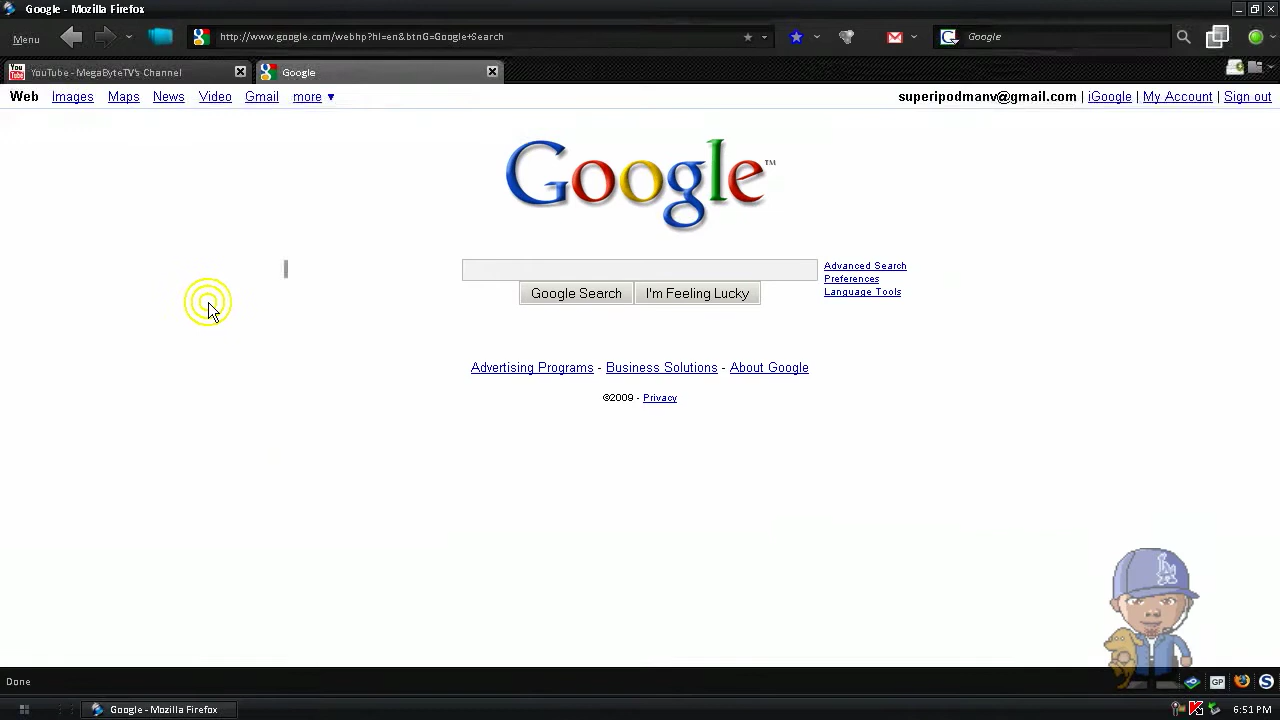 Google - Mozilla Firefox
Menu
http://www.google.com/webhp?hl=en&btnG=Google+Search
Google
YouTube - MegaByteTV's Channel
Google
Web Images Maps News Video Gmail more ▼
superipodmanv@gmail.com | iGoogle | My Account | Sign out
Google™
Advanced Search
Preferences
Language Tools
Google Search
I'm Feeling Lucky
Advertising Programs - Business Solutions - About Google
©2009 - Privacy
LA
Done
GP
Google - Mozilla Firefox
6:51 PM